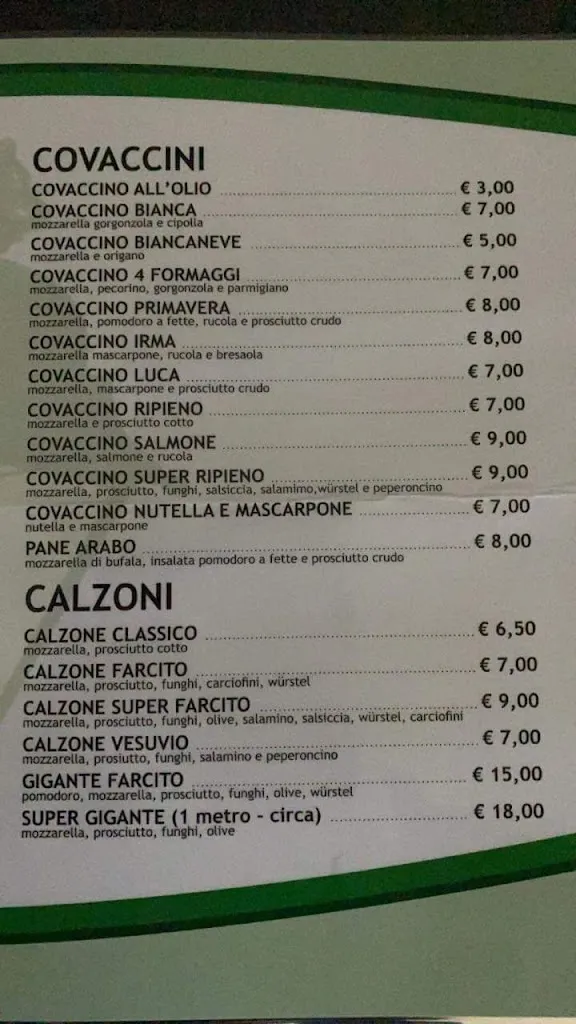 COVACCINI
COVACCINO ALL'OLIO € 3,00
COVACCINO BIANCA € 7,00
mozzarella gorgonzola e cipolla
COVACCINO BIANCANEVE € 5,00
mozzarella e origano
COVACCINO 4 FORMAGGI € 7,00
mozzarella, pecorino, gorgonzola e parmigiano
COVACCINO PRIMAVERA € 8,00
mozzarella, pomodoro a fette, rucola e prosciutto crudo
COVACCINO IRMA € 8,00
mozzarella mascarpone, rucola e bresaola
COVACCINO LUCA € 7,00
mozzarella, mascarpone e prosciutto crudo
COVACCINO RIPIENO € 7,00
mozzarella e prosciutto cotto
COVACCINO SALMONE € 9,00
mozzarella, salmone e rucola
COVACCINO SUPER RIPIENO € 9,00
mozzarella, prosciutto, funghi, salsiccia, salamimo,würstel e peperoncino
COVACCINO NUTELLA E MASCARPONE € 7,00
nutella e mascarpone
PANE ARABO € 8,00
mozzarella di bufala, insalata pomodoro a fette e prosciutto crudo
CALZONI
CALZONE CLASSICO € 6,50
mozzarella, prosciutto cotto
CALZONE FARCITO € 7,00
mozzarella, prosciutto, funghi, carciofini, würstel
CALZONE SUPER FARCITO € 9,00
mozzarella, prosciutto, funghi, olive, salamino, salsiccia, würstel, carciofini
CALZONE VESUVIO € 7,00
mozzarella, prosiutto, funghi, salamino e peperoncino
GIGANTE FARCITO € 15,00
pomodoro, mozzarella, prosciutto, funghi, olive, würstel
SUPER GIGANTE (1 metro - circa) € 18,00
mozzarella, prosciutto, funghi, olive